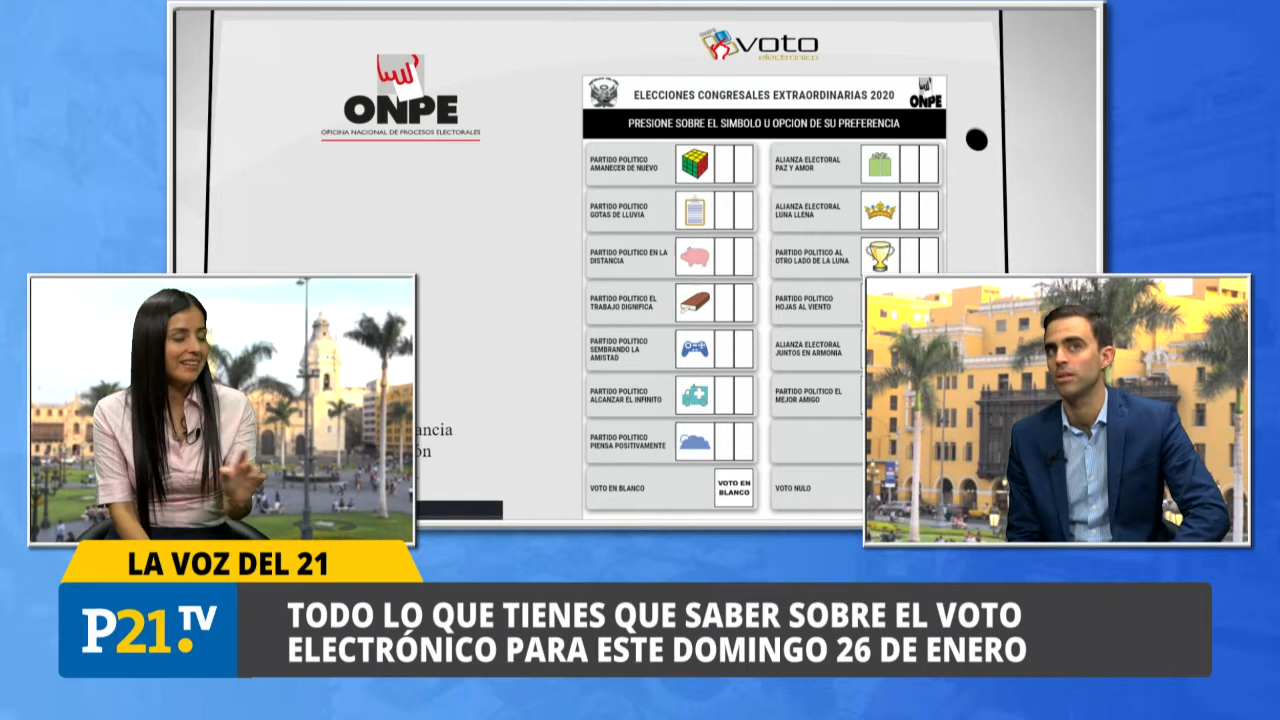 voto
electrónico
ONPE
OFICINA NACIONAL DE PROCESOS ELECTORALES
ELECCIONES CONGRESALES EXTRAORDINARIAS 2020
ONPE
PRESIONE SOBRE EL SIMBOLO U OPCION DE SU PREFERENCIA
PARTIDO POLITICO
AMANECER DE NUEVO
ALIANZA ELECTORAL
PAZ Y AMOR
PARTIDO POLITICO
GOTAS DE LLUVIA
ALIANZA ELECTORAL
LUNA LLENA
PARTIDO POLITICO EN LA
DISTANCIA
PARTIDO POLITICO AL
OTRO LADO DE LA LUNA
PARTIDO POLITICO EL
TRABAJO DIGNIFICA
PARTIDO POLITICO
HOJAS AL VIENTO
PARTIDO POLITICO
SEMBRANDO LA
AMISTAD
ALIANZA ELECTORAL
JUNTOS EN ARMONIA
PARTIDO POLITICO
ALCANZAR EL INFINITO
PARTIDO POLITICO EL
MEJOR AMIGO
PARTIDO POLITICO
PIENSA POSITIVAMENTE
VOTO EN BLANCO
VOTO EN
BLANCO
VOTO NULO
ancia
ón
LA VOZ DEL 21
P21.TV
TODO LO QUE TIENES QUE SABER SOBRE EL VOTO
ELECTRÓNICO PARA ESTE DOMINGO 26 DE ENERO